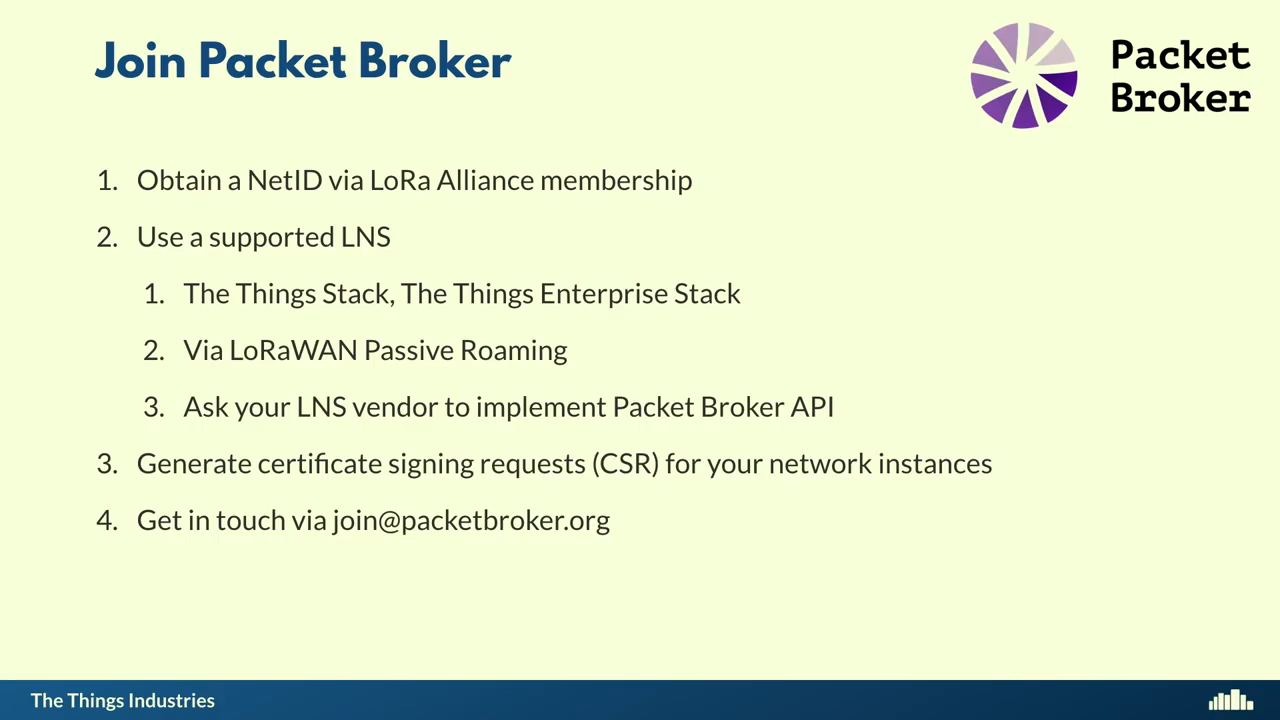 Join Packet Broker
Packet
Broker
1. Obtain a NetID via LoRa Alliance membership
2. Use a supported LNS
1. The Things Stack, The Things Enterprise Stack
2. Via LoRaWAN Passive Roaming
3. Ask your LNS vendor to implement Packet Broker API
3. Generate certificate signing requests (CSR) for your network instances
4. Get in touch via join@packetbroker.org
The Things Industries